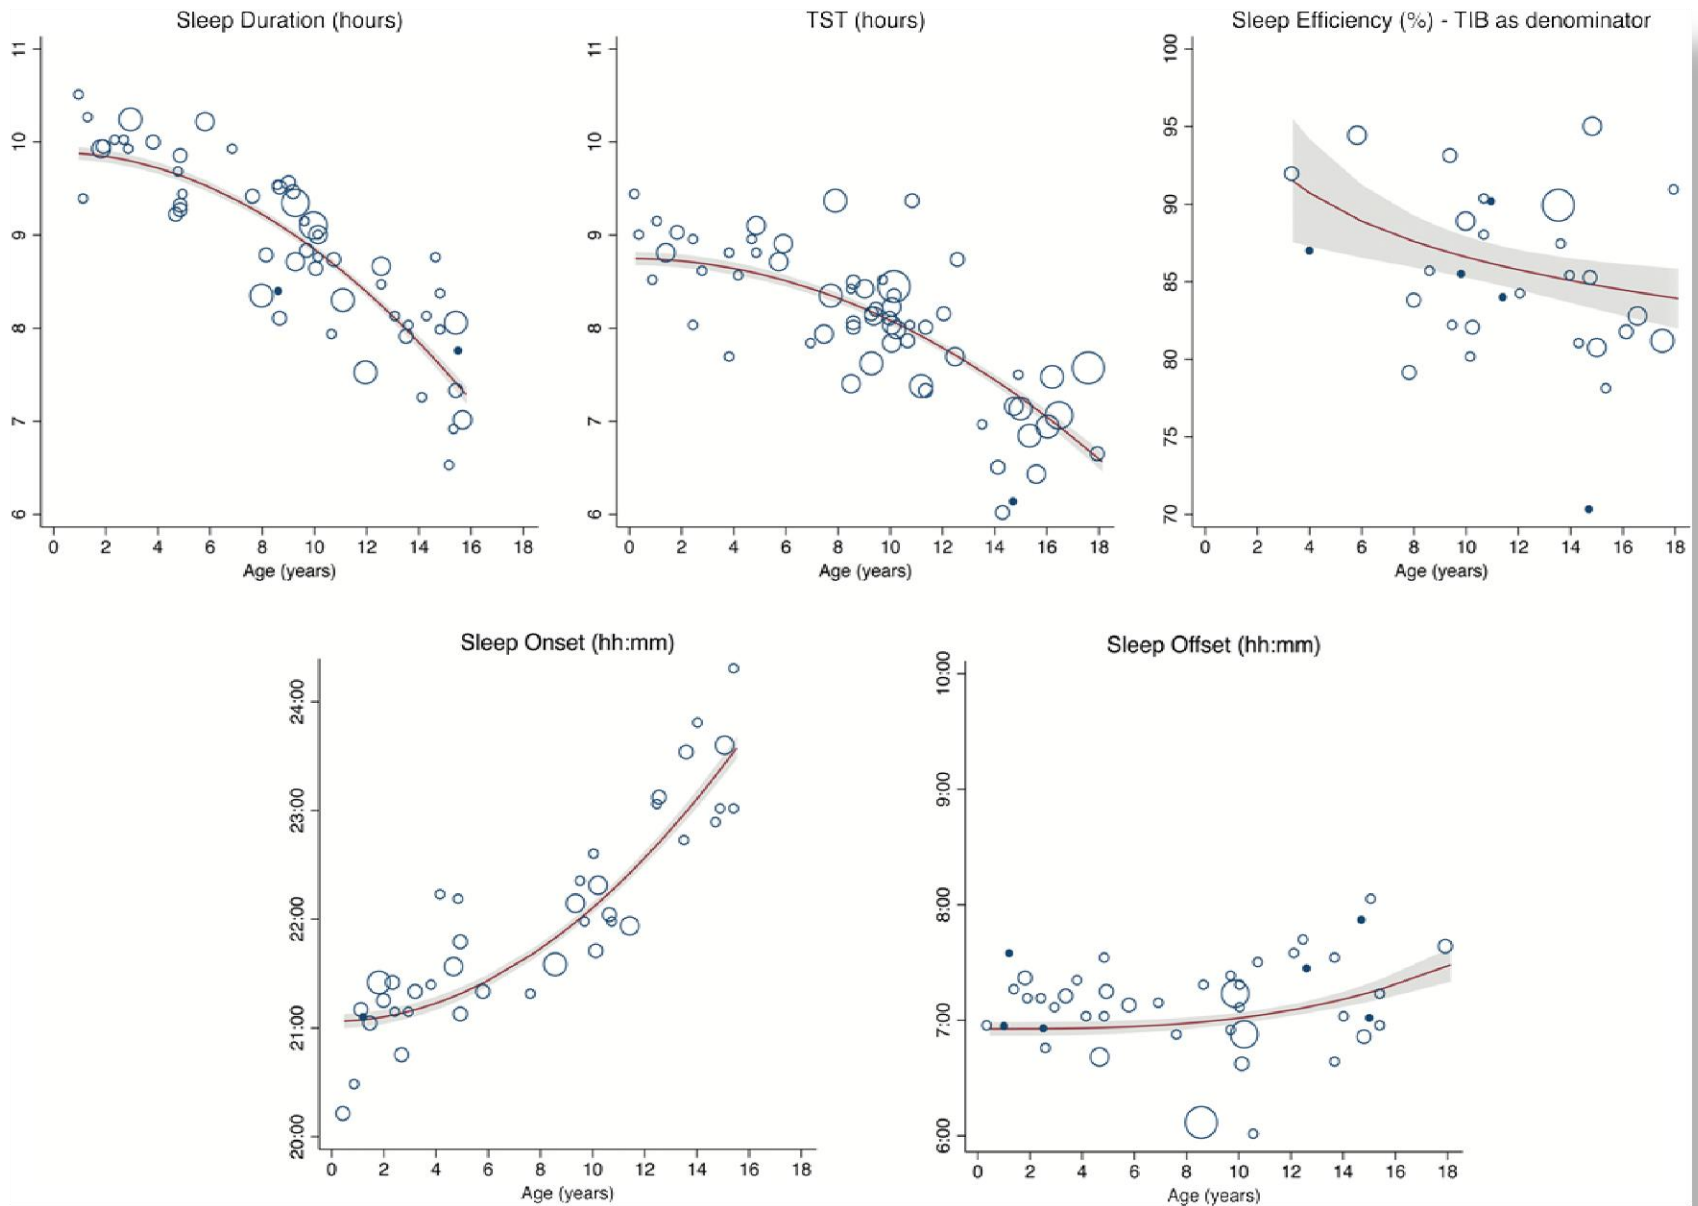 Sleep Duration (hours)
11
10
9
8
7
6
0 2 4 6 8 10 12 14 16 18
Age (years)
TST (hours)
11
10
9
8
7
6
0 2 4 6 8 10 12 14 16 18
Age (years)
Sleep Efficiency (%) - TIB as denominator
100
95
90
85
80
75
70
0 2 4 6 8 10 12 14 16 18
Age (years)
Sleep Onset (hh:mm)
24:00
23:00
22:00
21:00
20:00
0 2 4 6 8 10 12 14 16 18
Age (years)
Sleep Offset (hh:mm)
10:00
9:00
8:00
7:00
6:00
0 2 4 6 8 10 12 14 16 18
Age (years)